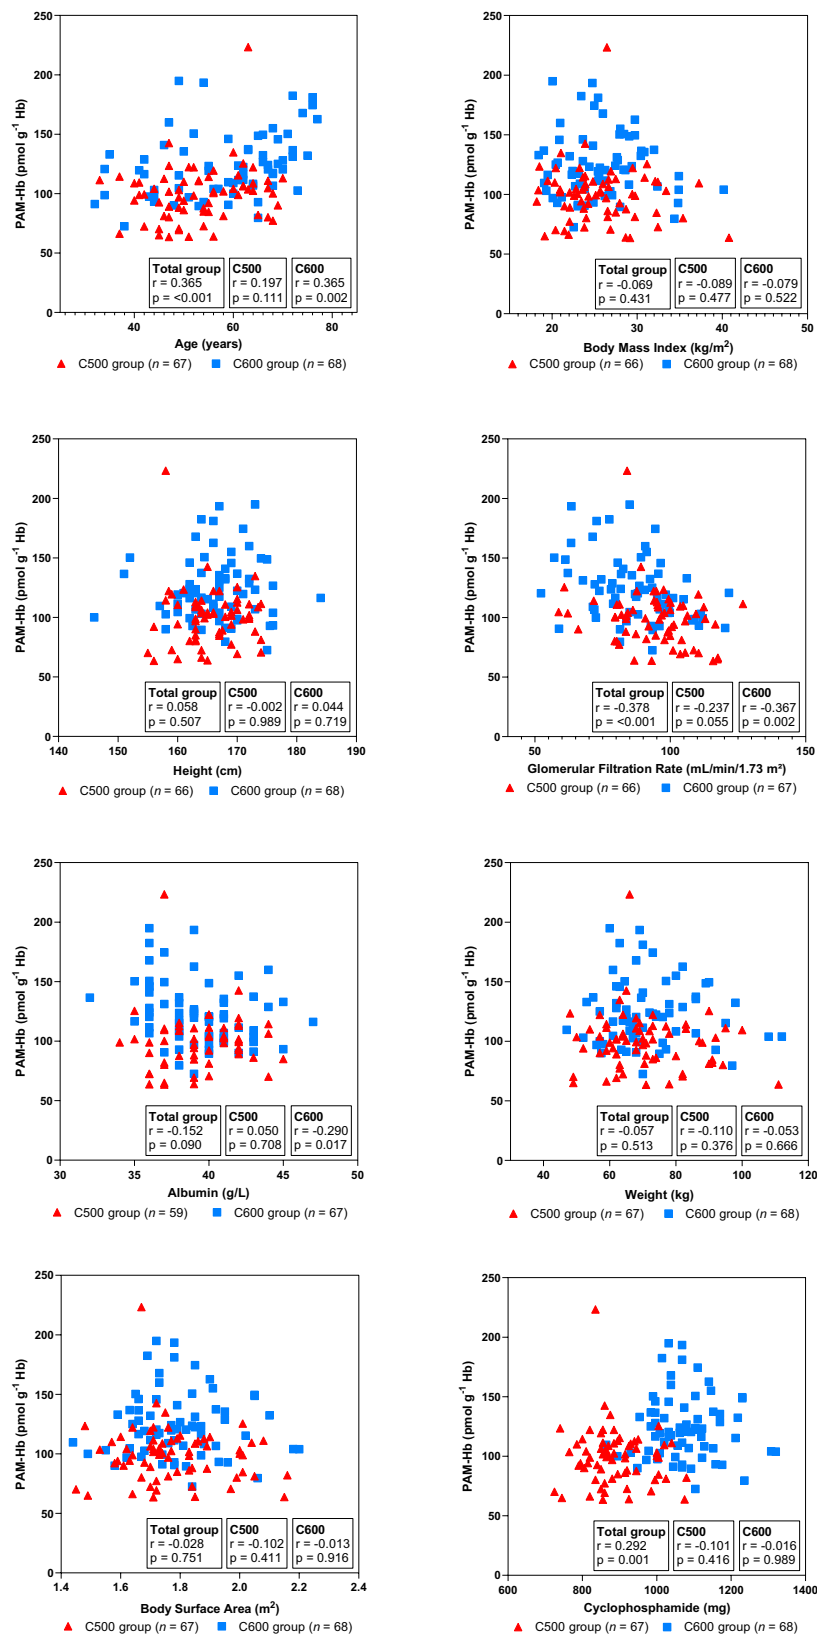 250
200
150
100
50
0
PAM-Hb (pmol g⁻¹ Hb)
Total group
r = 0.365
p = <0.001
C500
r = 0.197
p = 0.111
C600
r = 0.365
p = 0.002
20 40 60 80
Age (years)
C500 group (n = 67) C600 group (n = 68)
250
200
150
100
50
0
PAM-Hb (pmol g⁻¹ Hb)
Total group
r = -0.069
p = 0.431
C500
r = -0.089
p = 0.477
C600
r = -0.079
p = 0.522
20 30 40 50
Body Mass Index (kg/m²)
C500 group (n = 66) C600 group (n = 68)
250
200
150
100
50
0
PAM-Hb (pmol g⁻¹ Hb)
Total group
r = 0.058
p = 0.507
C500
r = -0.002
p = 0.989
C600
r = 0.044
p = 0.719
140 150 160 170 180 190
Height (cm)
C500 group (n = 66) C600 group (n = 68)
250
200
150
100
50
0
PAM-Hb (pmol g⁻¹ Hb)
Total group
r = -0.378
p = <0.001
C500
r = -0.237
p = 0.055
C600
r = -0.367
p = 0.002
50 100 150
Glomerular Filtration Rate (mL/min/1.73 m²)
C500 group (n = 66) C600 group (n = 67)
250
200
150
100
50
0
PAM-Hb (pmol g⁻¹ Hb)
Total group
r = -0.152
p = 0.090
C500
r = 0.050
p = 0.708
C600
r = -0.290
p = 0.017
30 35 40 45 50
Albumin (g/L)
C500 group (n = 59) C600 group (n = 67)
250
200
150
100
50
0
PAM-Hb (pmol g⁻¹ Hb)
Total group
r = -0.057
p = 0.513
C500
r = -0.110
p = 0.376
C600
r = -0.053
p = 0.666
40 60 80 100 120
Weight (kg)
C500 group (n = 67) C600 group (n = 68)
250
200
150
100
50
0
PAM-Hb (pmol g⁻¹ Hb)
Total group
r = -0.028
p = 0.751
C500
r = -0.102
p = 0.411
C600
r = -0.013
p = 0.916
1.4 1.6 1.8 2.0 2.2 2.4
Body Surface Area (m²)
C500 group (n = 67) C600 group (n = 68)
250
200
150
100
50
0
PAM-Hb (pmol g⁻¹ Hb)
Total group
r = 0.292
p = 0.001
C500
r = -0.101
p = 0.416
C600
r = -0.016
p = 0.989
600 800 1000 1200 1400
Cyclophosphamide (mg)
C500 group (n = 67) C600 group (n = 68)